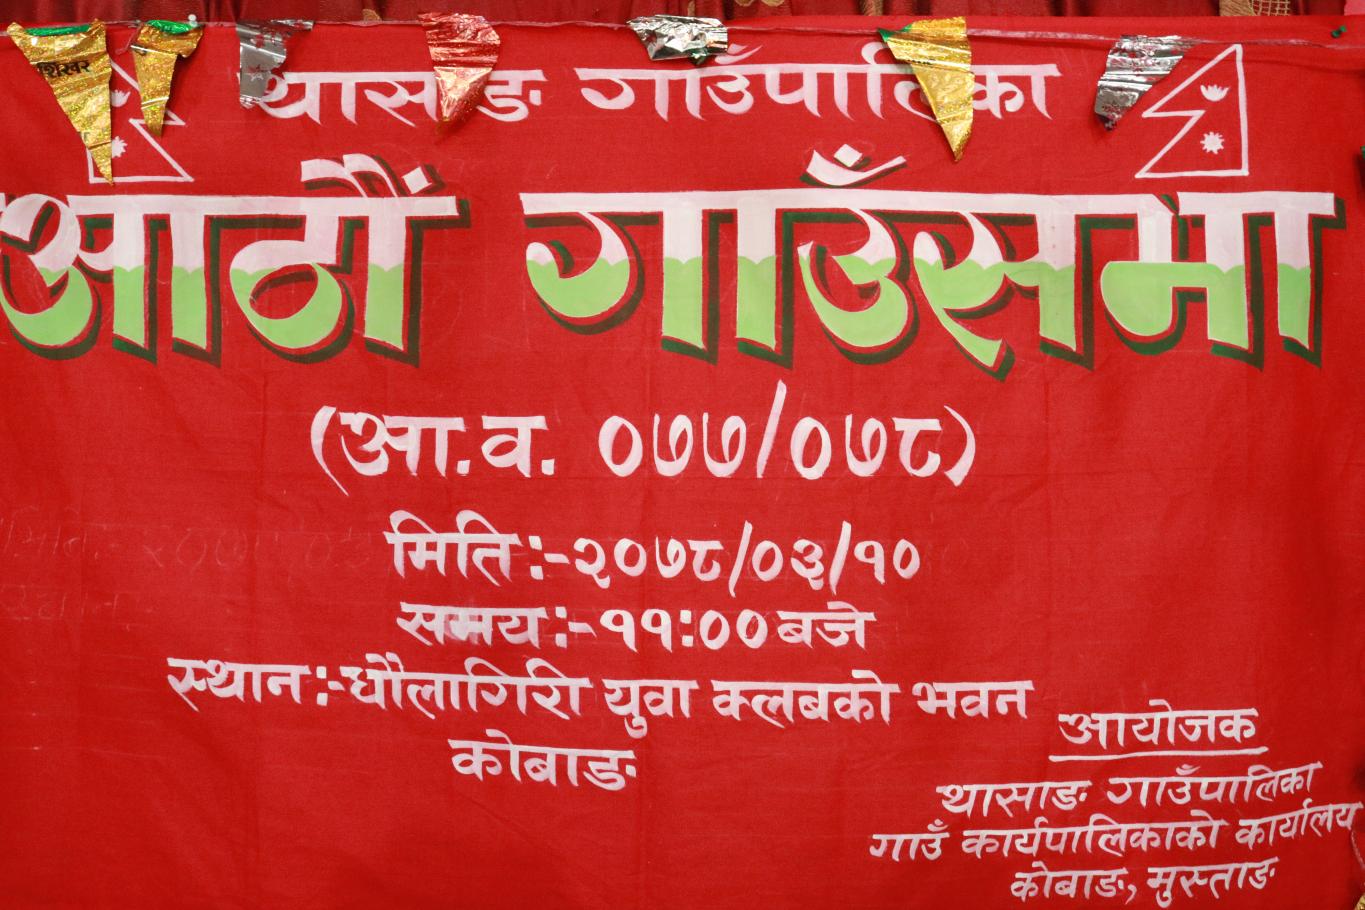 थासाङ गाउँपालिका
आठौं गाउँसभा
(आ.व. ०७७/०७८)
मिति:-२०७८/०३/१०
समय:-११:०० बजे
स्थान:-धौलागिरी युवा क्लबको भवन
कोबाङ
आयोजक
थासाङ गाउँपालिका
गाउँ कार्यपालिकाको कार्यालय
कोबाङ, मुस्ताङ